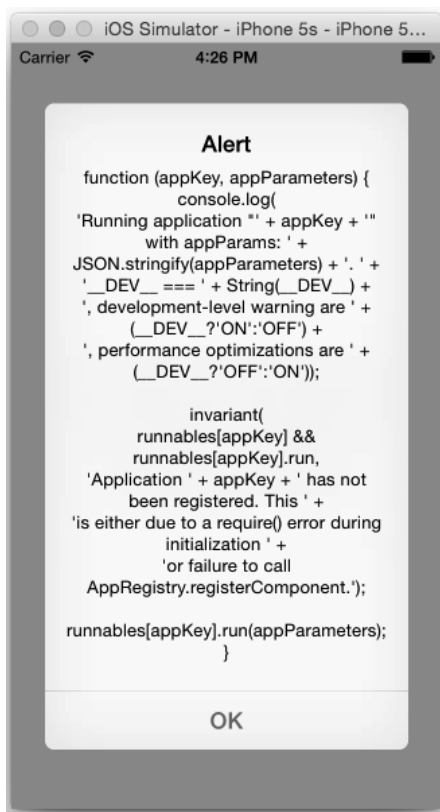 iOS Simulator - iPhone 5s - iPhone 5...
Carrier 4:26 PM
Alert
function (appKey, appParameters) {
console.log(
'Running application "' + appKey + '"
with appParams: ' +
JSON.stringify(appParameters) + '. ' +
'__DEV__ === ' + String(__DEV__) +
', development-level warning are ' +
(__DEV__?'ON':'OFF') +
', performance optimizations are ' +
(__DEV__?'OFF':'ON'));
invariant(
runnables[appKey] &&
runnables[appKey].run,
'Application ' + appKey + ' has not
been registered. This ' +
'is either due to a require() error during
initialization ' +
'or failure to call
AppRegistry.registerComponent.');
runnables[appKey].run(appParameters);
}
OK